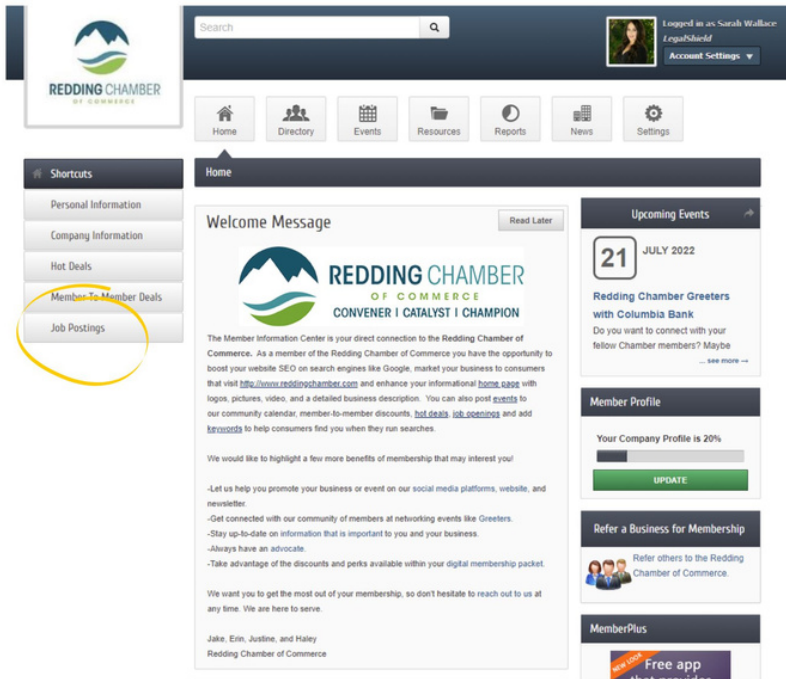 REDDING CHAMBER
OF COMMERCE
Search
Logged in as Sarah Wallace
LegalShield
Account Settings
Home
Directory
Events
Resources
Reports
News
Settings
Shortcuts
Personal Information
Company Information
Hot Deals
Member To Member Deals
Job Postings
Home
Welcome Message
Read Later
REDDING CHAMBER
OF COMMERCE
CONVENER I CATALYST I CHAMPION
The Member Information Center is your direct connection to the Redding Chamber of
Commerce. As a member of the Redding Chamber of Commerce you have the opportunity to
boost your website SEO on search engines like Google, market your business to consumers
that visit http://www.reddingchamber.com and enhance your informational home page with
logos, pictures, video, and a detailed business description. You can also post events to
our community calendar, member-to-member discounts, hot deals, job openings and add
keywords to help consumers find you when they run searches.
We would like to highlight a few more benefits of membership that may interest you!
-Let us help you promote your business or event on our social media platforms, website, and
newsletter.
-Get connected with our community of members at networking events like Greeters.
-Stay up-to-date on information that is important to you and your business.
-Always have an advocate.
-Take advantage of the discounts and perks available within your digital membership packet.
We want you to get the most out of your membership, so don't hesitate to reach out to us at
any time. We are here to serve.
Jake, Erin, Justine, and Haley
Redding Chamber of Commerce
Upcoming Events
21
JULY 2022
Redding Chamber Greeters
with Columbia Bank
Do you want to connect with your
fellow Chamber members? Maybe
... see more →
Member Profile
Your Company Profile is 20%
UPDATE
Refer a Business for Membership
Refer others to the Redding
Chamber of Commerce.
MemberPlus
NEW LOOK
Free app
that provides